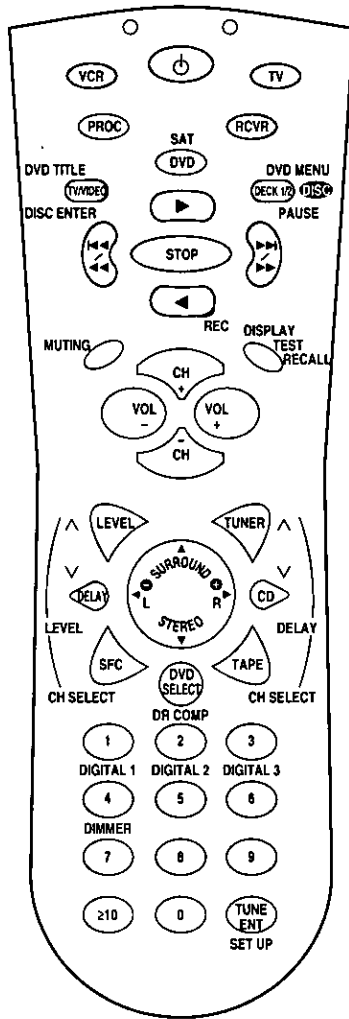 VCR
TV
PROC
RCVR
SAT
DVD
DVD TITLE
DVD MENU
TV/VIDEO
DECK 1/2 DISC
DISC ENTER
PAUSE
STOP
REC
MUTING
DISPLAY
TEST
RECALL
CH
+
VOL
–
VOL
+
–
CH
LEVEL
TUNER
SURROUND
DELAY
L
R
CD
STEREO
LEVEL
DELAY
SFC
DVD
SELECT
TAPE
CH SELECT
CH SELECT
DR COMP
1 2 3
DIGITAL 1 DIGITAL 2 DIGITAL 3
4 5 6
DIMMER
7 8 9
≥10 0 TUNE
ENT
SET UP